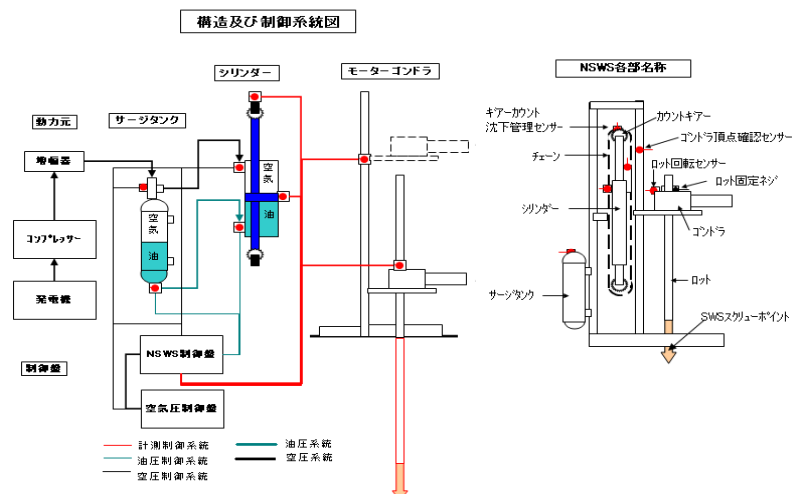 構造及び制御系統図
シリンダー
モーターゴンドラ
NSWS各部名称
動力元
サージタンク
増幅器
空気
油
空気
油
コンプレッサー
発電機
NSWS制御盤
制御盤
空気圧制御盤
計測制御系統
油圧制御系統
空圧制御系統
油圧系統
空圧系統
ギアーカウント
沈下管理センサー
カウントギアー
ゴンドラ頂点確認センサー
チェーン
ロット回転センサー
ロット固定ネジ
シリンダー
ゴンドラ
サージタンク
ロット
SWSスクリューポイント